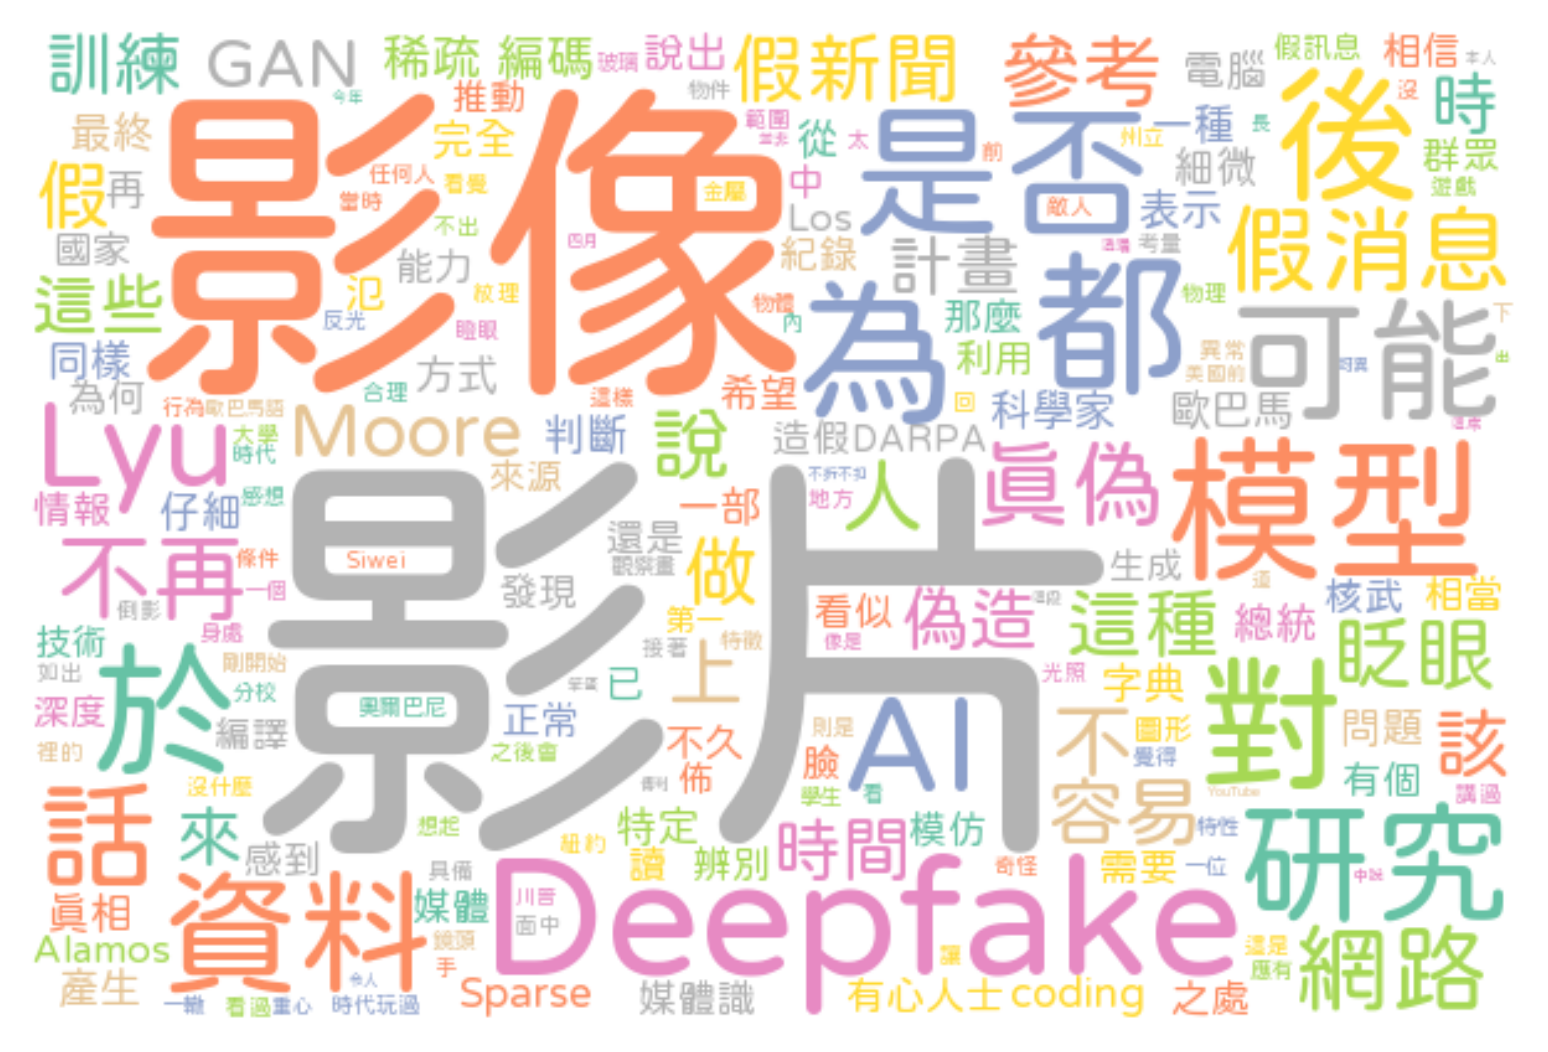 訓練 GAN 稀疏 編碼 玻璃 說出 假新聞 參考 電腦 假訊息 相信 本人
今年 推動 物件 沒 時
最終 影像 完全 範圍 從 太 是否 前 州立 一種 長 細微 後 群眾
假 再 任何人 看覺 金屬 中 敵人 表示 遊戲
當時 不出 Los
國家 能力 四月 紀錄 計畫 都 考量 假消息
這些 氾 紋理 物體 為 物理
反光 瞪眼 內 那麼 可能 下
同樣 方式 利用 異常 出
為何 合理 這樣 希望 回 科學家 美國前 歐巴馬
行為 歐巴馬語
Lyu 大學 Moore 判斷 說 造假 DARPA
時代 來源 不折不扣 人 眞偽 模型
情報 仔細 感想 一部 地方
不再 條件 Siwei 影片 還是 做 生成
一個 發現 觀察畫 道 核武 相當
倒影 身處 第一 看似 偽造 這種 總統
技術 接著 特徵 像是 眨眼
如出 於 剛開始 上 光照 對
深度 分校 奧爾巴尼 已 字典
編譯 正常 則是 AI 不 圖形 問題 該
裡的 之後會 不久 臉 覺得
沒什麼 佈 學生 看 有個
話 來 想起 特定 容易 YouTube 講過
紐約 時間 模仿 特性 研究
感到 具備 讀 辨別 奇怪 需要 一位
資料 媒體 川普 Deepfake
眞相 面中
Alamos 鏡頭 讓 這是 網路
產生 手 應有
一轍 看過 重心 令人 時代玩過 Sparse 媒體識 有心人士 coding 之處